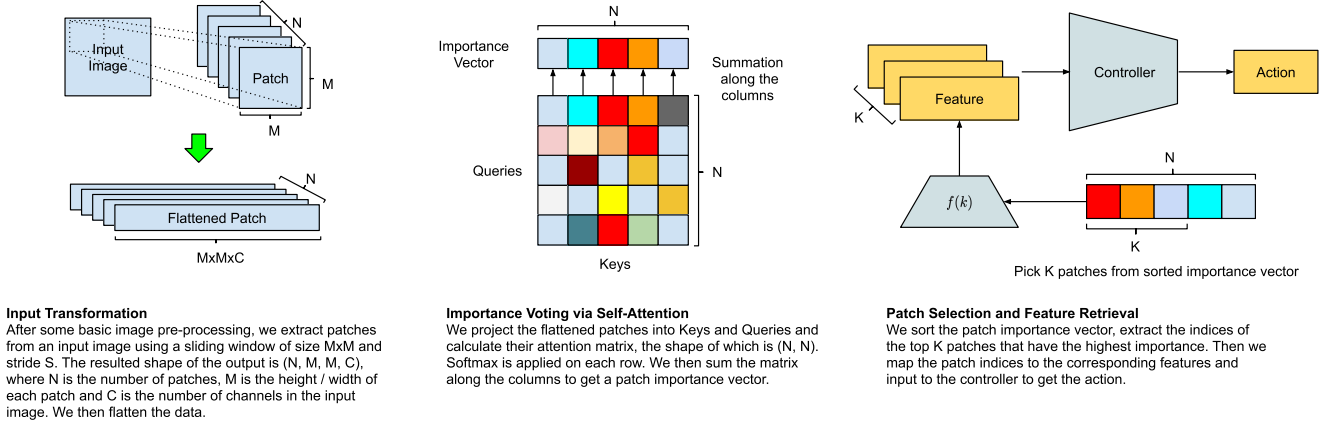 Input
Image
N
Patch
M
M
N
Flattened Patch
MxMxC
Input Transformation
After some basic image pre-processing, we extract patches
from an input image using a sliding window of size MxM and
stride S. The resulted shape of the output is (N, M, M, C),
where N is the number of patches, M is the height / width of
each patch and C is the number of channels in the input
image. We then flatten the data.
N
Importance
Vector
Summation
along the
columns
Queries
N
Keys
Importance Voting via Self-Attention
We project the flattened patches into Keys and Queries and
calculate their attention matrix, the shape of which is (N, N).
Softmax is applied on each row. We then sum the matrix
along the columns to get a patch importance vector.
Feature
K
Controller
Action
f(k)
N
K
Pick K patches from sorted importance vector
Patch Selection and Feature Retrieval
We sort the patch importance vector, extract the indices of
the top K patches that have the highest importance. Then we
map the patch indices to the corresponding features and
input to the controller to get the action.